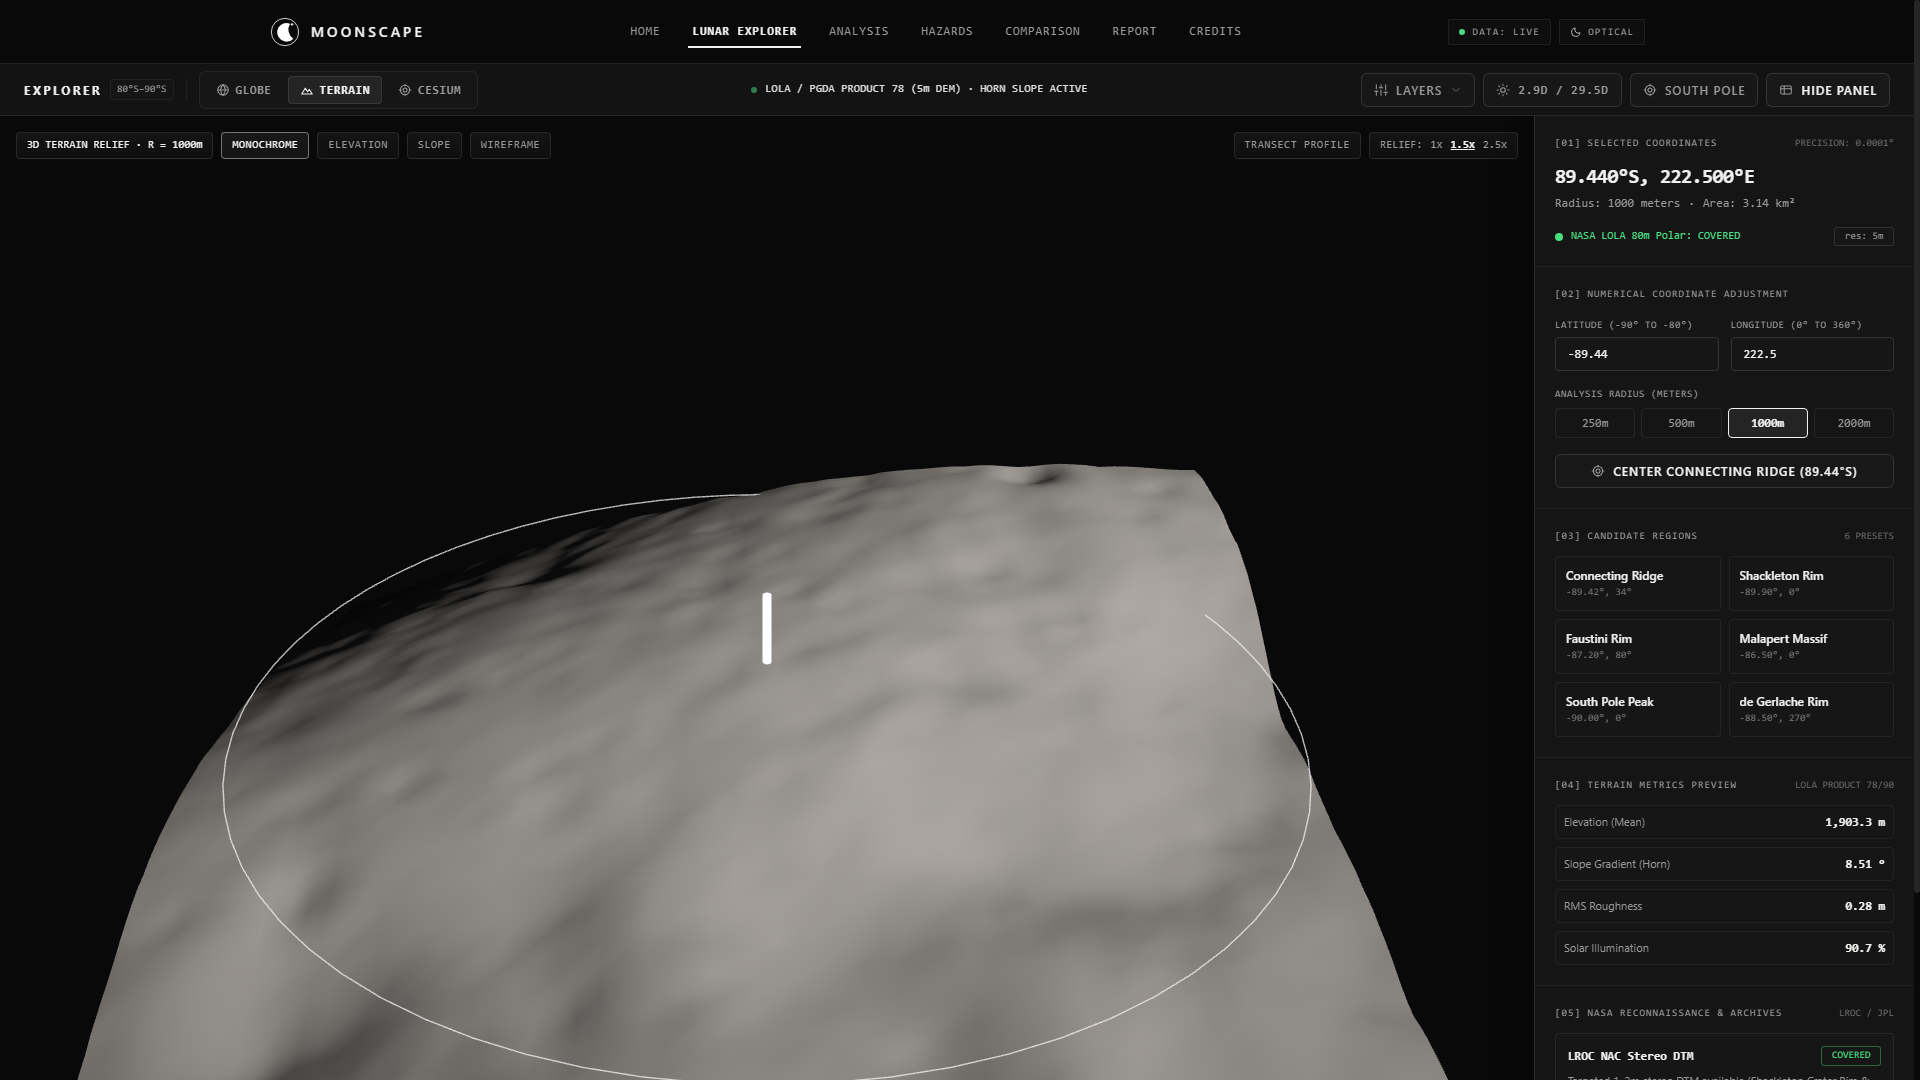 MOONSCAPE
HOME LUNAR EXPLORER ANALYSIS HAZARDS COMPARISON REPORT CREDITS
DATA: LIVE
OPTICAL
EXPLORER 80°S–90°S
GLOBE TERRAIN CESIUM
LOLA / PGDA PRODUCT 78 (5m DEM) · HORN SLOPE ACTIVE
LAYERS
2.9D / 29.5D
SOUTH POLE
HIDE PANEL
3D TERRAIN RELIEF · R = 1000m
MONOCHROME ELEVATION SLOPE WIREFRAME
TRANSECT PROFILE
RELIEF: 1x 1.5x 2.5x
[01] SELECTED COORDINATES PRECISION: 0.0001°
89.440°S, 222.500°E
Radius: 1000 meters · Area: 3.14 km²
NASA LOLA 80m Polar: COVERED res: 5m
[02] NUMERICAL COORDINATE ADJUSTMENT
LATITUDE (-90° TO -80°) LONGITUDE (0° TO 360°)
-89.44 222.5
ANALYSIS RADIUS (METERS)
250m 500m 1000m 2000m
CENTER CONNECTING RIDGE (89.44°S)
[03] CANDIDATE REGIONS 6 PRESETS
Connecting Ridge Shackleton Rim
-89.42°, 34° -89.90°, 0°
Faustini Rim Malapert Massif
-87.20°, 80° -86.50°, 0°
South Pole Peak de Gerlache Rim
-90.00°, 0° -88.50°, 270°
[04] TERRAIN METRICS PREVIEW LOLA PRODUCT 78/90
Elevation (Mean) 1,903.3 m
Slope Gradient (Horn) 8.51 °
RMS Roughness 0.28 m
Solar Illumination 90.7 %
[05] NASA RECONNAISSANCE & ARCHIVES LROC / JPL
LROC NAC Stereo DTM COVERED